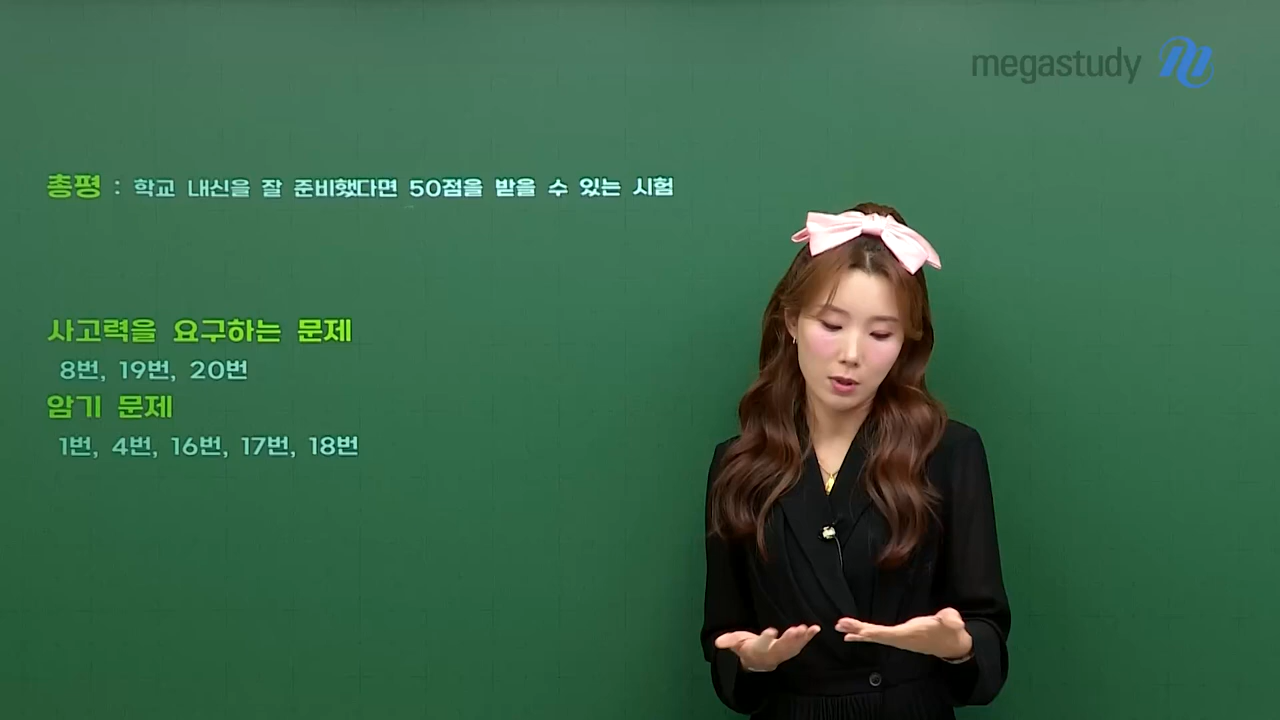 megastudy
총평 : 학교 내신을 잘 준비했다면 50점을 받을 수 있는 시험
사고력을 요구하는 문제
8번, 19번, 20번
암기 문제
1번, 4번, 16번, 17번, 18번